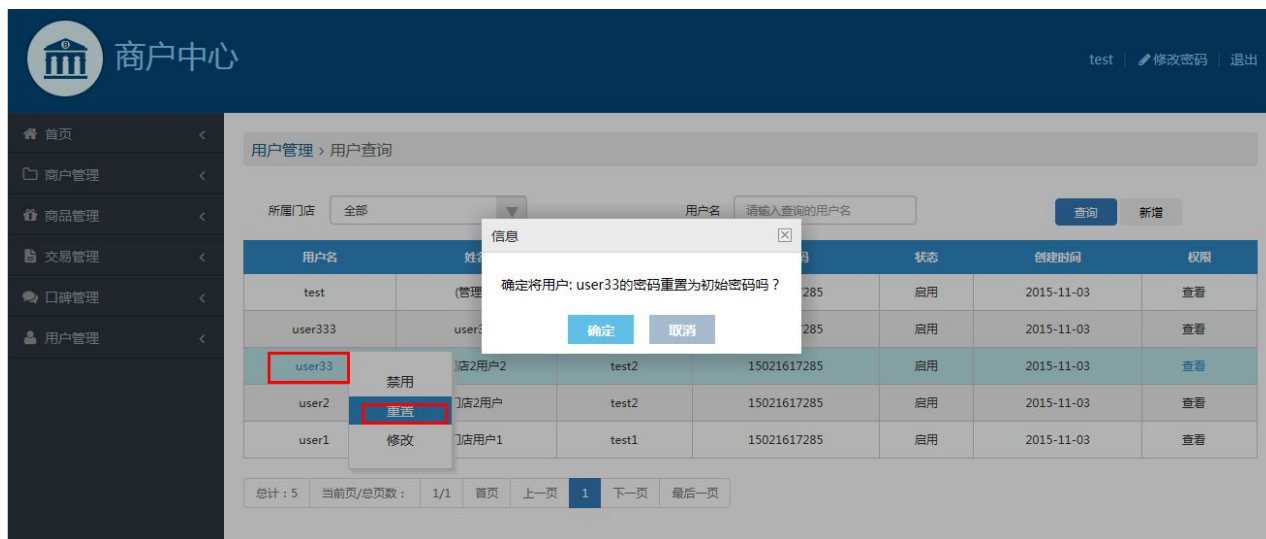 商户中心
test | 修改密码 | 退出
首页
商户管理
商品管理
交易管理
口碑管理
用户管理
用户管理 › 用户查询
所属门店 全部 用户名 请输入查询的用户名 查询 新增
信息
确定将用户: user33的密码重置为初始密码吗？
确定 取消
用户名 状态 创建时间 权限
test (管理 285 启用 2015-11-03 查看
user333 285 启用 2015-11-03 查看
user33 店2用户2 test2 15021617285 启用 2015-11-03 查看
user2 店2用户 test2 15021617285 启用 2015-11-03 查看
user1 店用户1 test1 15021617285 启用 2015-11-03 查看
禁用
重置
修改
总计：5 当前页/总页数： 1/1 首页 上一页 1 下一页 最后一页